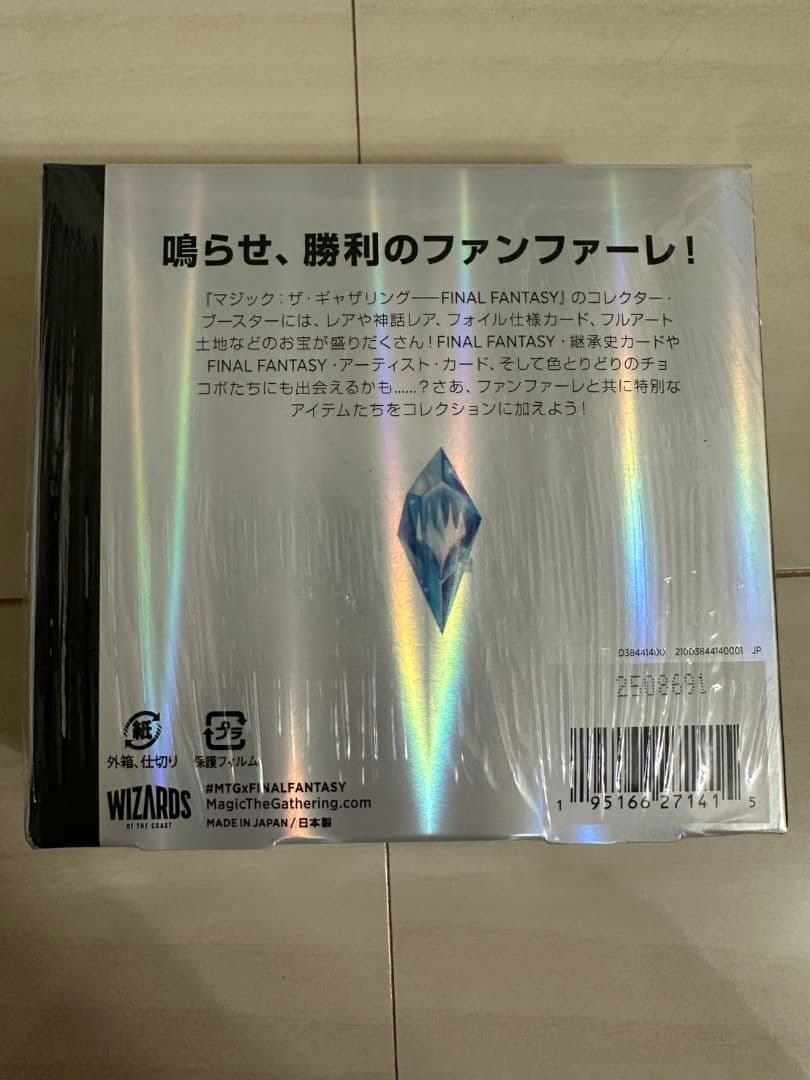 鳴らせ、勝利のファンファーレ!
『マジック:ザ・ギャザリング——FINAL FANTASY』のコレクター・
ブースターには、レアや神話レア、フォイル仕様カード、フルアート
土地などのお宝が盛りだくさん!FINAL FANTASY・継承史カードや
FINAL FANTASY・アーティスト・カード、そして色とりどりのチョ
コボたちにも出会えるかも......?さあ、ファンファーレと共に特別な
アイテムたちをコレクションに加えよう!
D38441400 210D3844140001 JP
2508691
紙
外箱、仕切り
プラ
保護フィルム
WIZARDS
OF THE COAST
#MTGxFINALFANTASY
MagicTheGathering.com
MADE IN JAPAN / 日本製
1 95166 27141 5